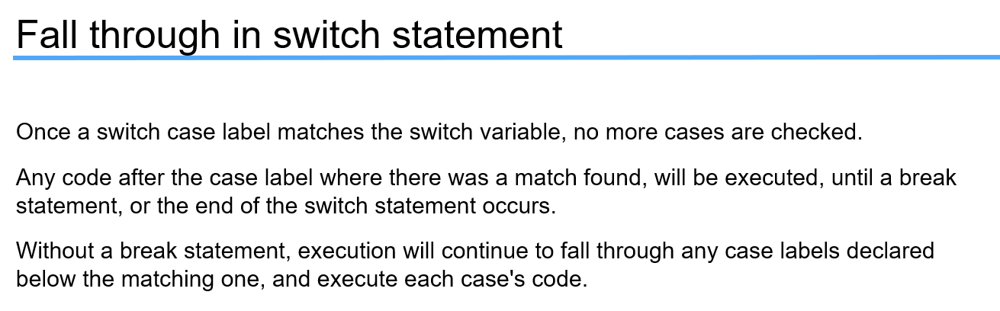 Fall through in switch statement
Once a switch case label matches the switch variable, no more cases are checked.
Any code after the case label where there was a match found, will be executed, until a break
statement, or the end of the switch statement occurs.
Without a break statement, execution will continue to fall through any case labels declared
below the matching one, and execute each case's code.